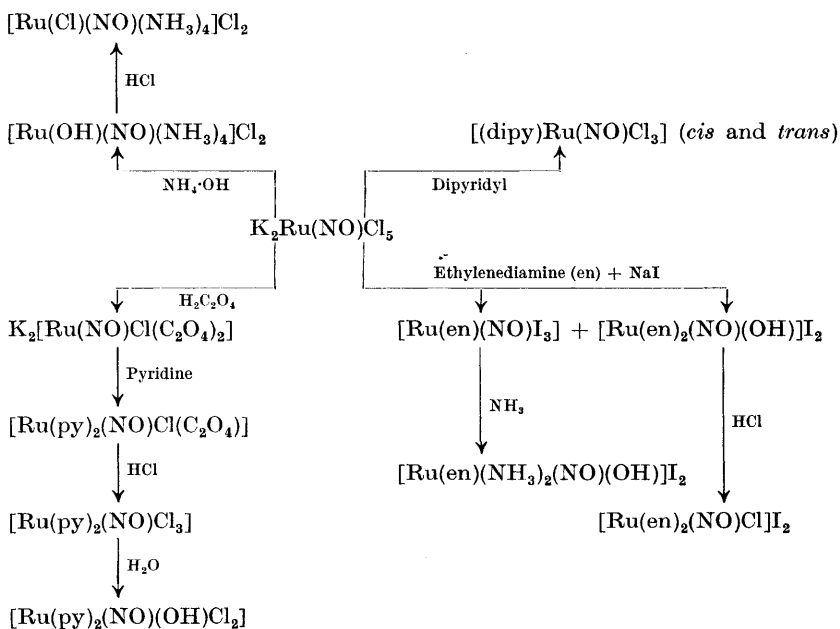 [Ru(Cl)(NO)(NH₃)₄]Cl₂
HCl
[Ru(OH)(NO)(NH₃)₄]Cl₂
[(dipy)Ru(NO)Cl₃] (cis and trans)
NH₄·OH
Dipyridyl
K₂Ru(NO)Cl₅
Ethylenediamine (en) + NaI
H₂C₂O₄
K₂[Ru(NO)Cl(C₂O₄)₂]
[Ru(en)(NO)I₃] + [Ru(en)₂(NO)(OH)]I₂
Pyridine
NH₃
HCl
[Ru(py)₂(NO)Cl(C₂O₄)]
HCl
[Ru(en)(NH₃)₂(NO)(OH)]I₂
[Ru(py)₂(NO)Cl₃]
[Ru(en)₂(NO)Cl]I₂
H₂O
[Ru(py)₂(NO)(OH)Cl₂]